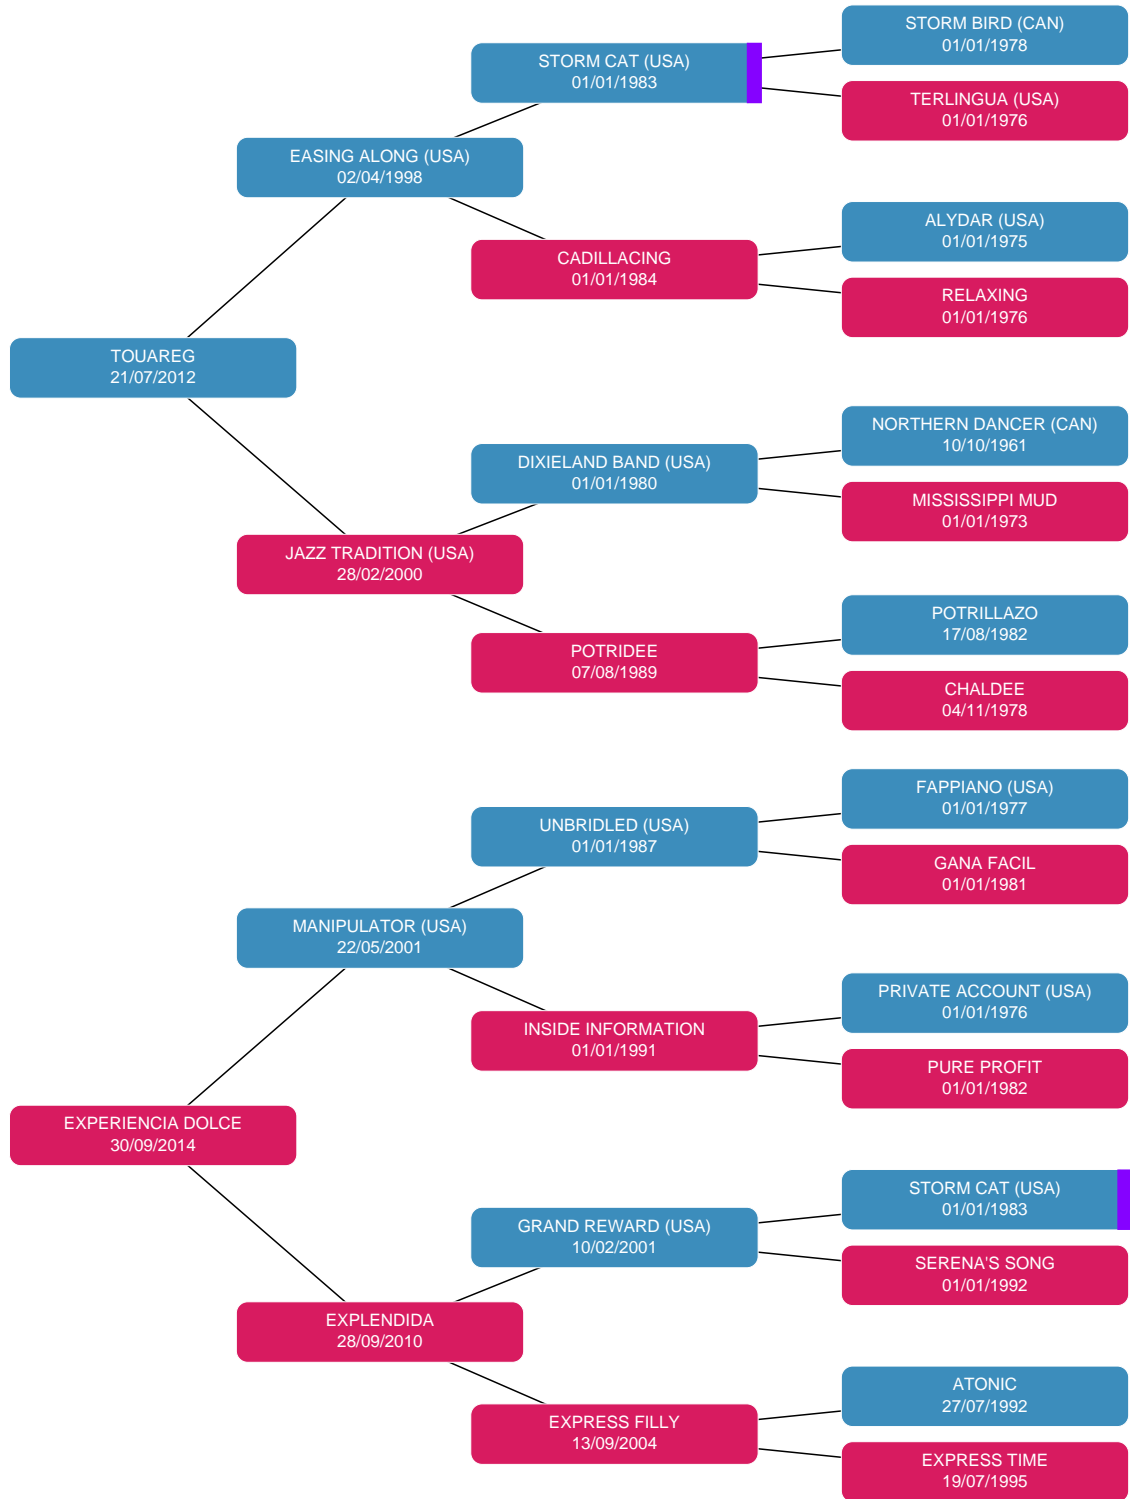 STORM BIRD (CAN)
01/01/1978
STORM CAT (USA)
01/01/1983
TERLINGUA (USA)
01/01/1976
EASING ALONG (USA)
02/04/1998
ALYDAR (USA)
01/01/1975
CADILLACING
01/01/1984
RELAXING
01/01/1976
TOUAREG
21/07/2012
NORTHERN DANCER (CAN)
10/10/1961
DIXIELAND BAND (USA)
01/01/1980
MISSISSIPPI MUD
01/01/1973
JAZZ TRADITION (USA)
28/02/2000
POTRILLAZO
17/08/1982
POTRIDEE
07/08/1989
CHALDEE
04/11/1978
FAPPIANO (USA)
01/01/1977
UNBRIDLED (USA)
01/01/1987
GANA FACIL
01/01/1981
MANIPULATOR (USA)
22/05/2001
PRIVATE ACCOUNT (USA)
01/01/1976
INSIDE INFORMATION
01/01/1991
PURE PROFIT
01/01/1982
EXPERIENCIA DOLCE
30/09/2014
STORM CAT (USA)
01/01/1983
GRAND REWARD (USA)
10/02/2001
SERENA'S SONG
01/01/1992
EXPLENDIDA
28/09/2010
ATONIC
27/07/1992
EXPRESS FILLY
13/09/2004
EXPRESS TIME
19/07/1995